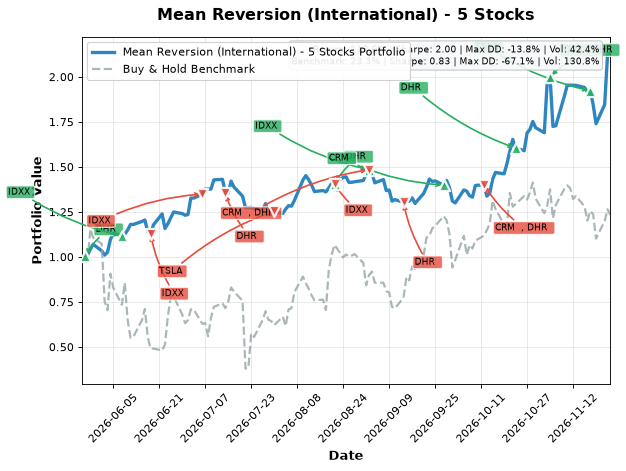 Mean Reversion (International) - 5 Stocks
Mean Reversion (International) - 5 Stocks Portfolio
Buy & Hold Benchmark
Sharpe: 2.00 | Max DD: -13.8% | Vol: 42.4%
Benchmark: 23.3% | Sharpe: 0.83 | Max DD: -67.1% | Vol: 130.8%
DHR
IDXX
CRM
IDXX
IDXX
CRM , DHR
IDXX
DHR
CRM , DHR
DHR
TSLA
IDXX
Portfolio Value
2.00
1.75
1.50
1.25
1.00
0.75
0.50
2026-06-05
2026-06-21
2026-07-07
2026-07-23
2026-08-08
2026-08-24
2026-09-09
2026-09-25
2026-10-11
2026-10-27
2026-11-12
Date